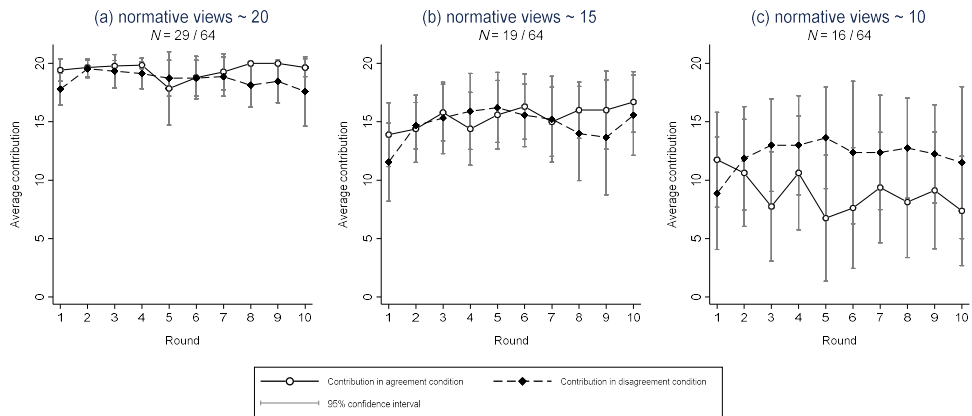 (a) normative views ~ 20
N = 29 / 64
Average contribution
20
15
10
5
0
1 2 3 4 5 6 7 8 9 10
Round
(b) normative views ~ 15
N = 19 / 64
Average contribution
20
15
10
5
0
1 2 3 4 5 6 7 8 9 10
Round
(c) normative views ~ 10
N = 16 / 64
Average contribution
20
15
10
5
0
1 2 3 4 5 6 7 8 9 10
Round
Contribution in agreement condition
Contribution in disagreement condition
95% confidence interval